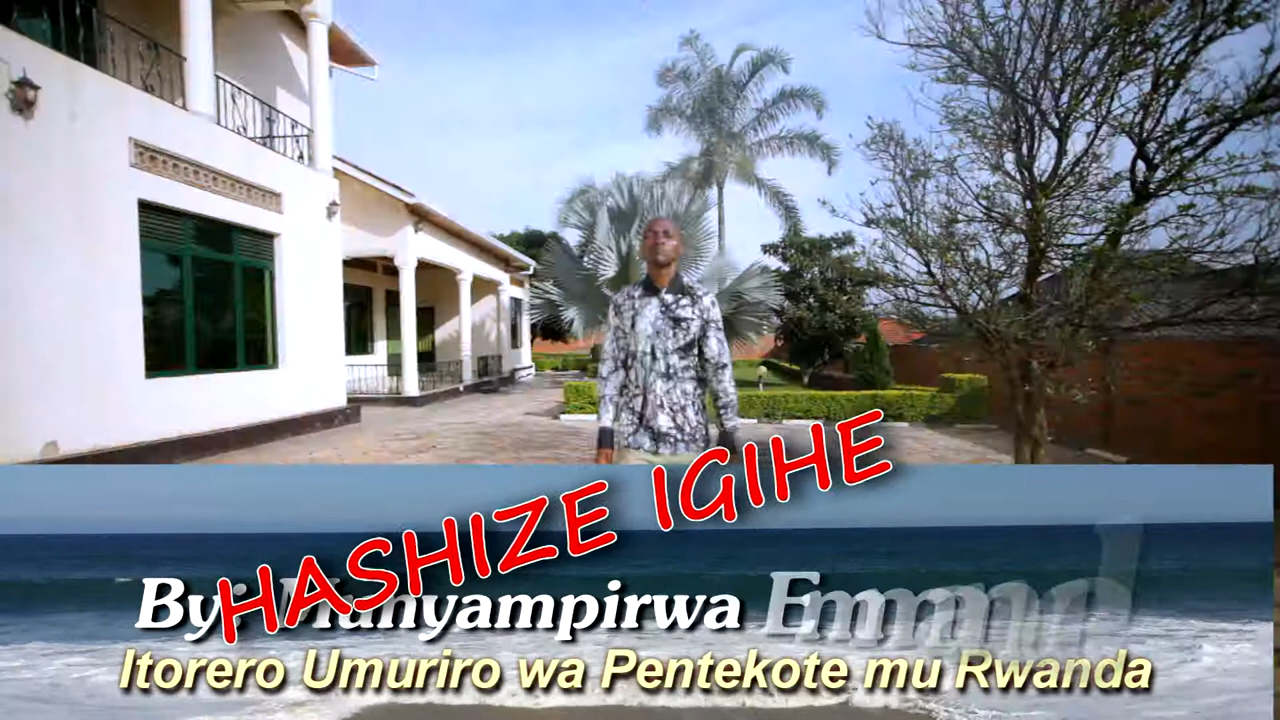 HASHIZE IGIHE
By: Munyampirwa
Itorero Umuriro wa Pentekote mu Rwanda